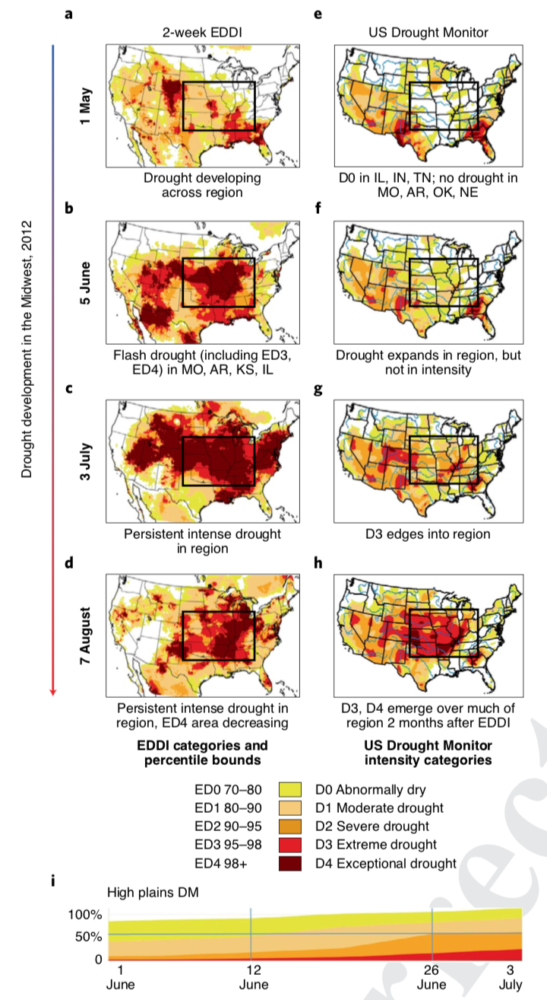 a
2-week EDDI
e
US Drought Monitor
Drought development in the Midwest, 2012
1 May
Drought developing
across region
D0 in IL, IN, TN; no drought in
MO, AR, OK, NE
b
f
5 June
Flash drought (including ED3,
ED4) in MO, AR, KS, IL
Drought expands in region, but
not in intensity
c
g
3 July
Persistent intense drought
in region
D3 edges into region
d
h
7 August
Persistent intense drought in
region, ED4 area decreasing
D3, D4 emerge over much of
region 2 months after EDDI
EDDI categories and
percentile bounds
US Drought Monitor
intensity categories
ED0 70–80
D0 Abnormally dry
ED1 80–90
D1 Moderate drought
ED2 90–95
D2 Severe drought
ED3 95–98
D3 Extreme drought
ED4 98+
D4 Exceptional drought
i
High plains DM
100%
50%
0
1
June
12
June
26
June
3
July